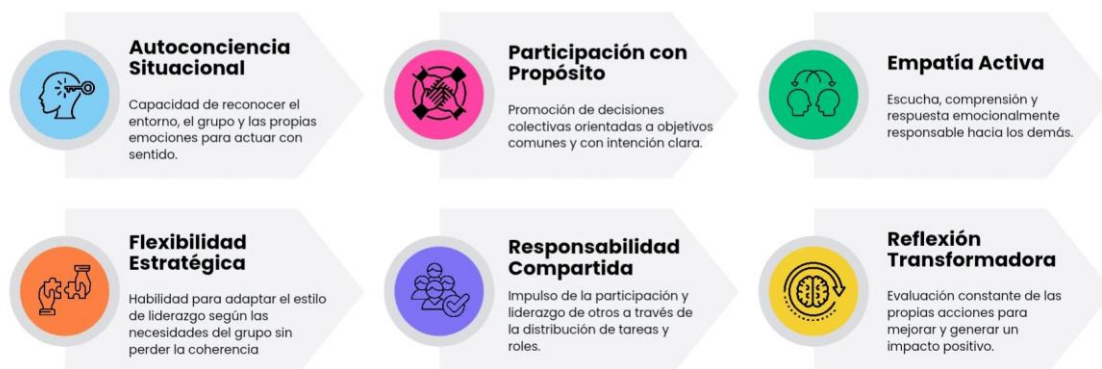 Autoconciencia
Situacional
Capacidad de reconocer el
entorno, el grupo y las propias
emociones para actuar con
sentido.
Participación con
Propósito
Promoción de decisiones
colectivas orientadas a objetivos
comunes y con intención clara.
Empatía Activa
Escucha, comprensión y
respuesta emocionalmente
responsable hacia los demás.
Flexibilidad
Estratégica
Habilidad para adaptar el estilo
de liderazgo según las
necesidades del grupo sin
perder la coherencia
Responsabilidad
Compartida
Impulso de la participación y
liderazgo de otros a través de
la distribución de tareas y
roles.
Reflexión
Transformadora
Evaluación constante de las
propias acciones para
mejorar y generar un
impacto positivo.